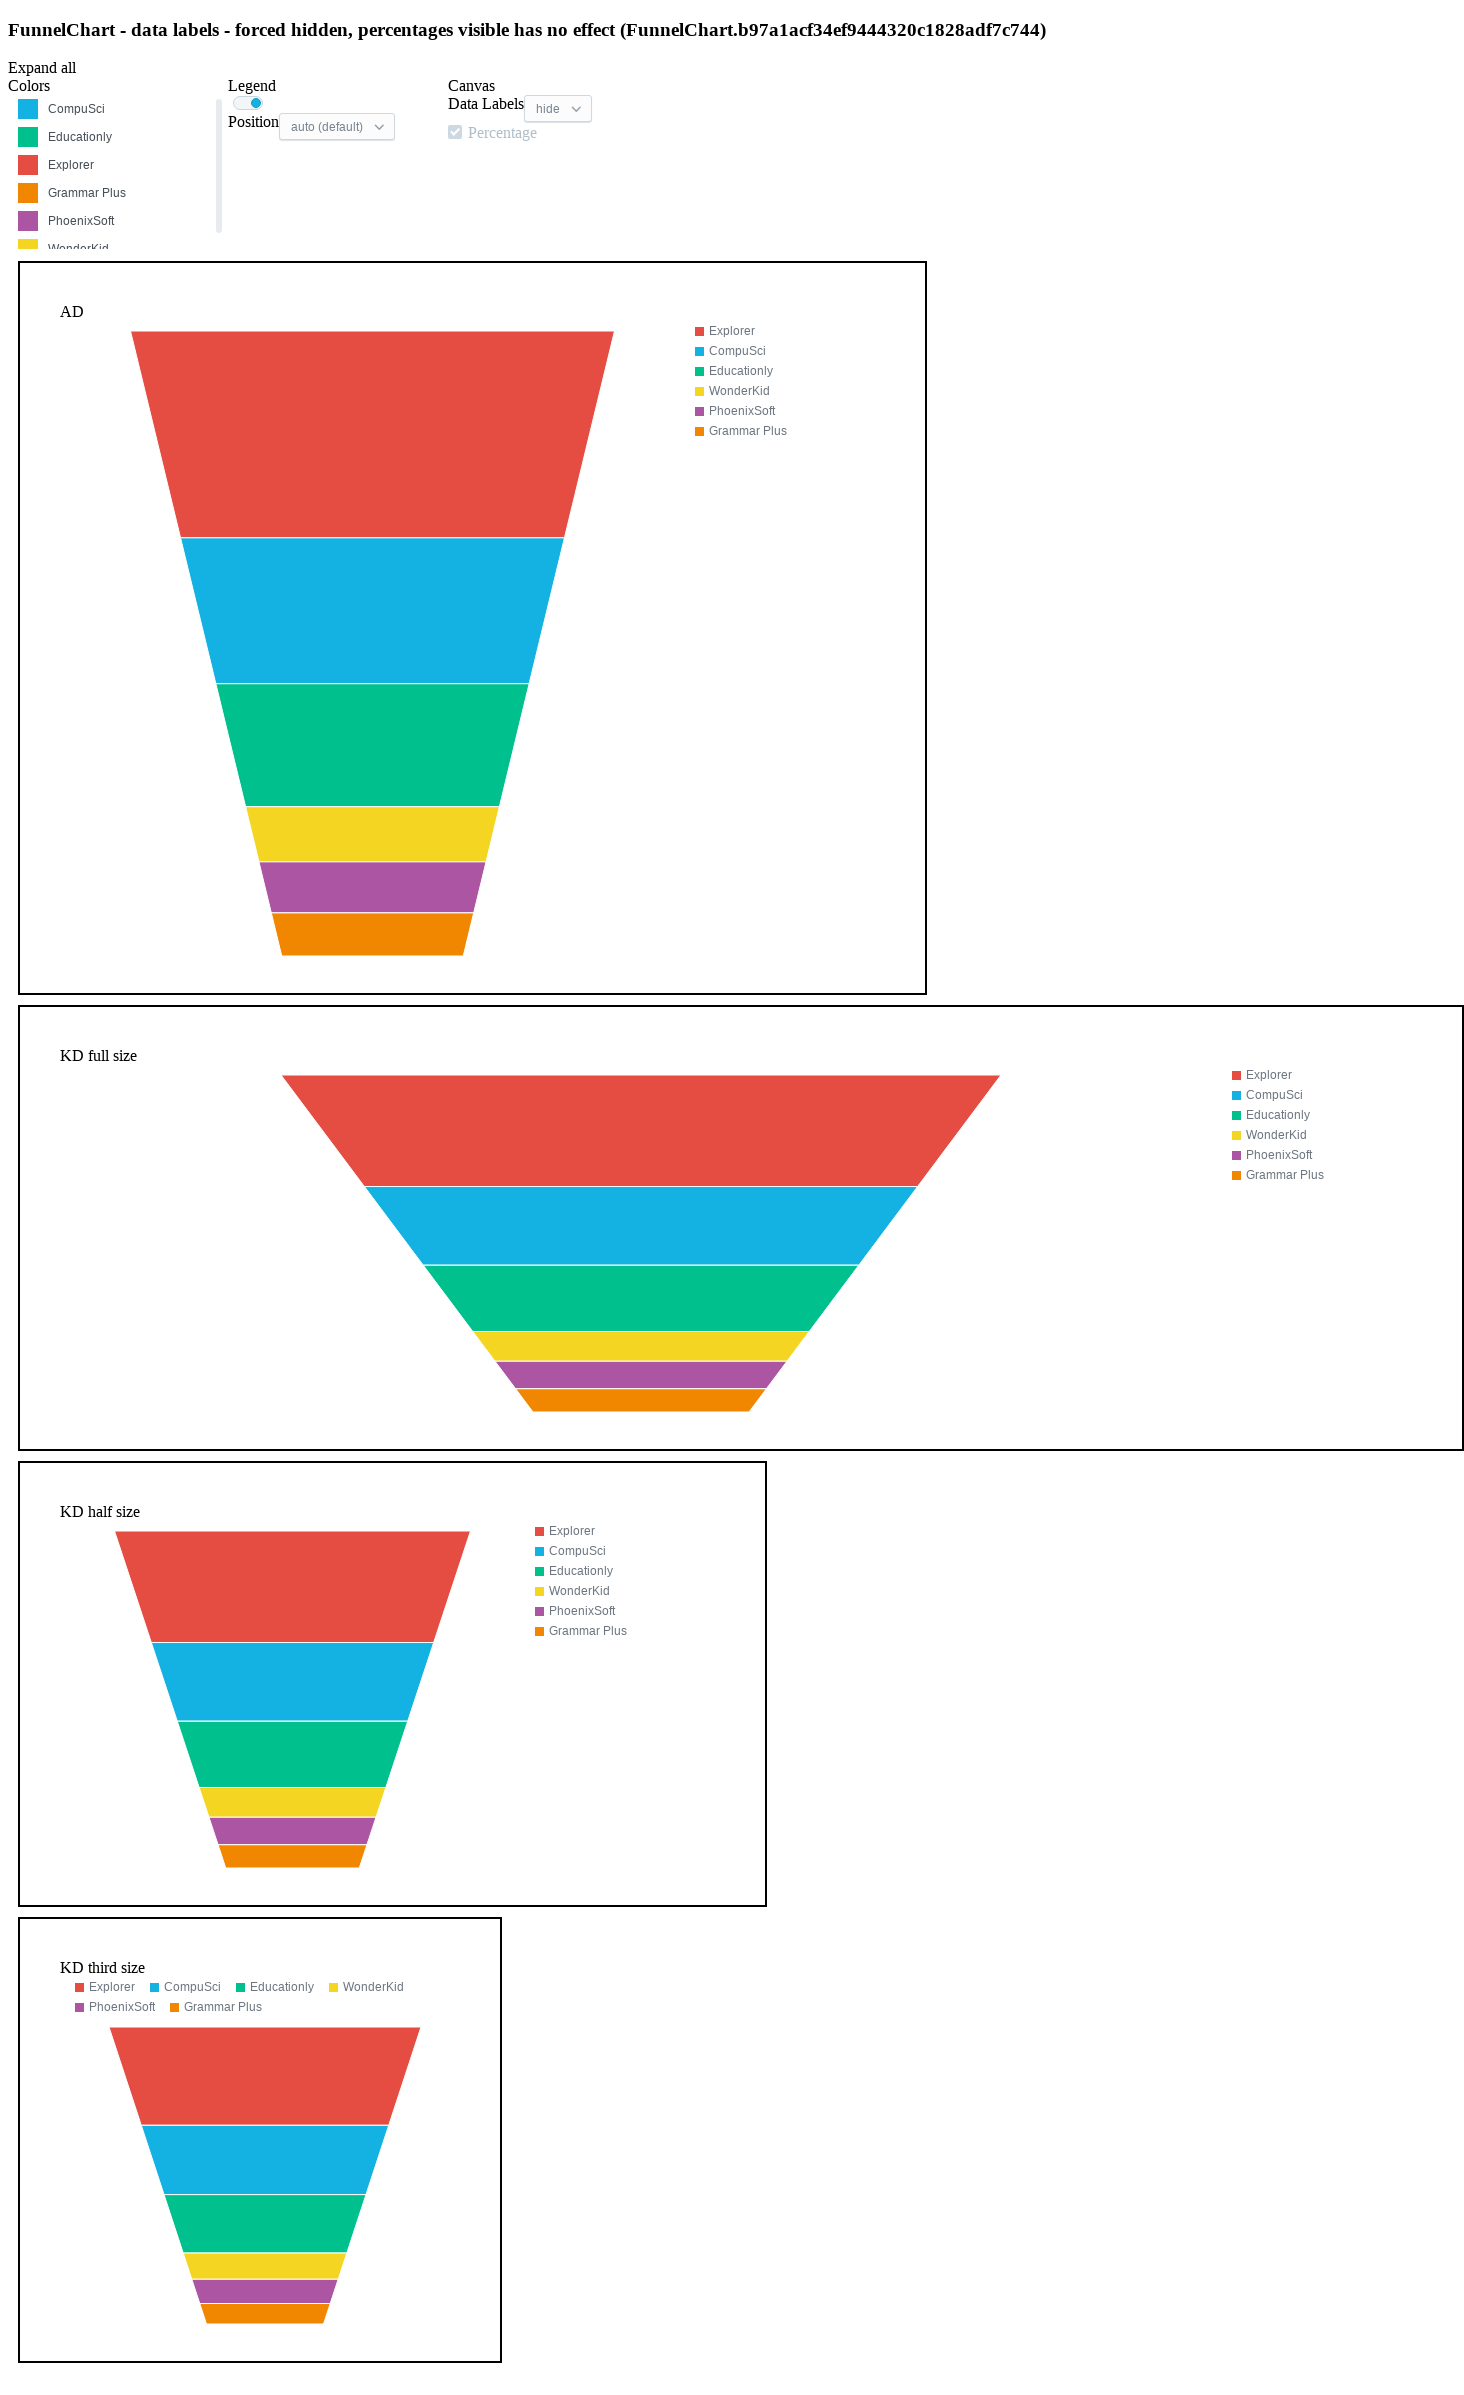 FunnelChart - data labels - forced hidden, percentages visible has no effect (FunnelChart.b97a1acf34ef9444320c1828adf7c744)
Expand all
Colors
CompuSci
Educationly
Explorer
Grammar Plus
PhoenixSoft
WonderKid
Legend
Position auto (default)
Canvas
Data Labels hide
Percentage
AD
Explorer
CompuSci
Educationly
WonderKid
PhoenixSoft
Grammar Plus
KD full size
Explorer
CompuSci
Educationly
WonderKid
PhoenixSoft
Grammar Plus
KD half size
Explorer
CompuSci
Educationly
WonderKid
PhoenixSoft
Grammar Plus
KD third size
Explorer CompuSci Educationly WonderKid
PhoenixSoft Grammar Plus